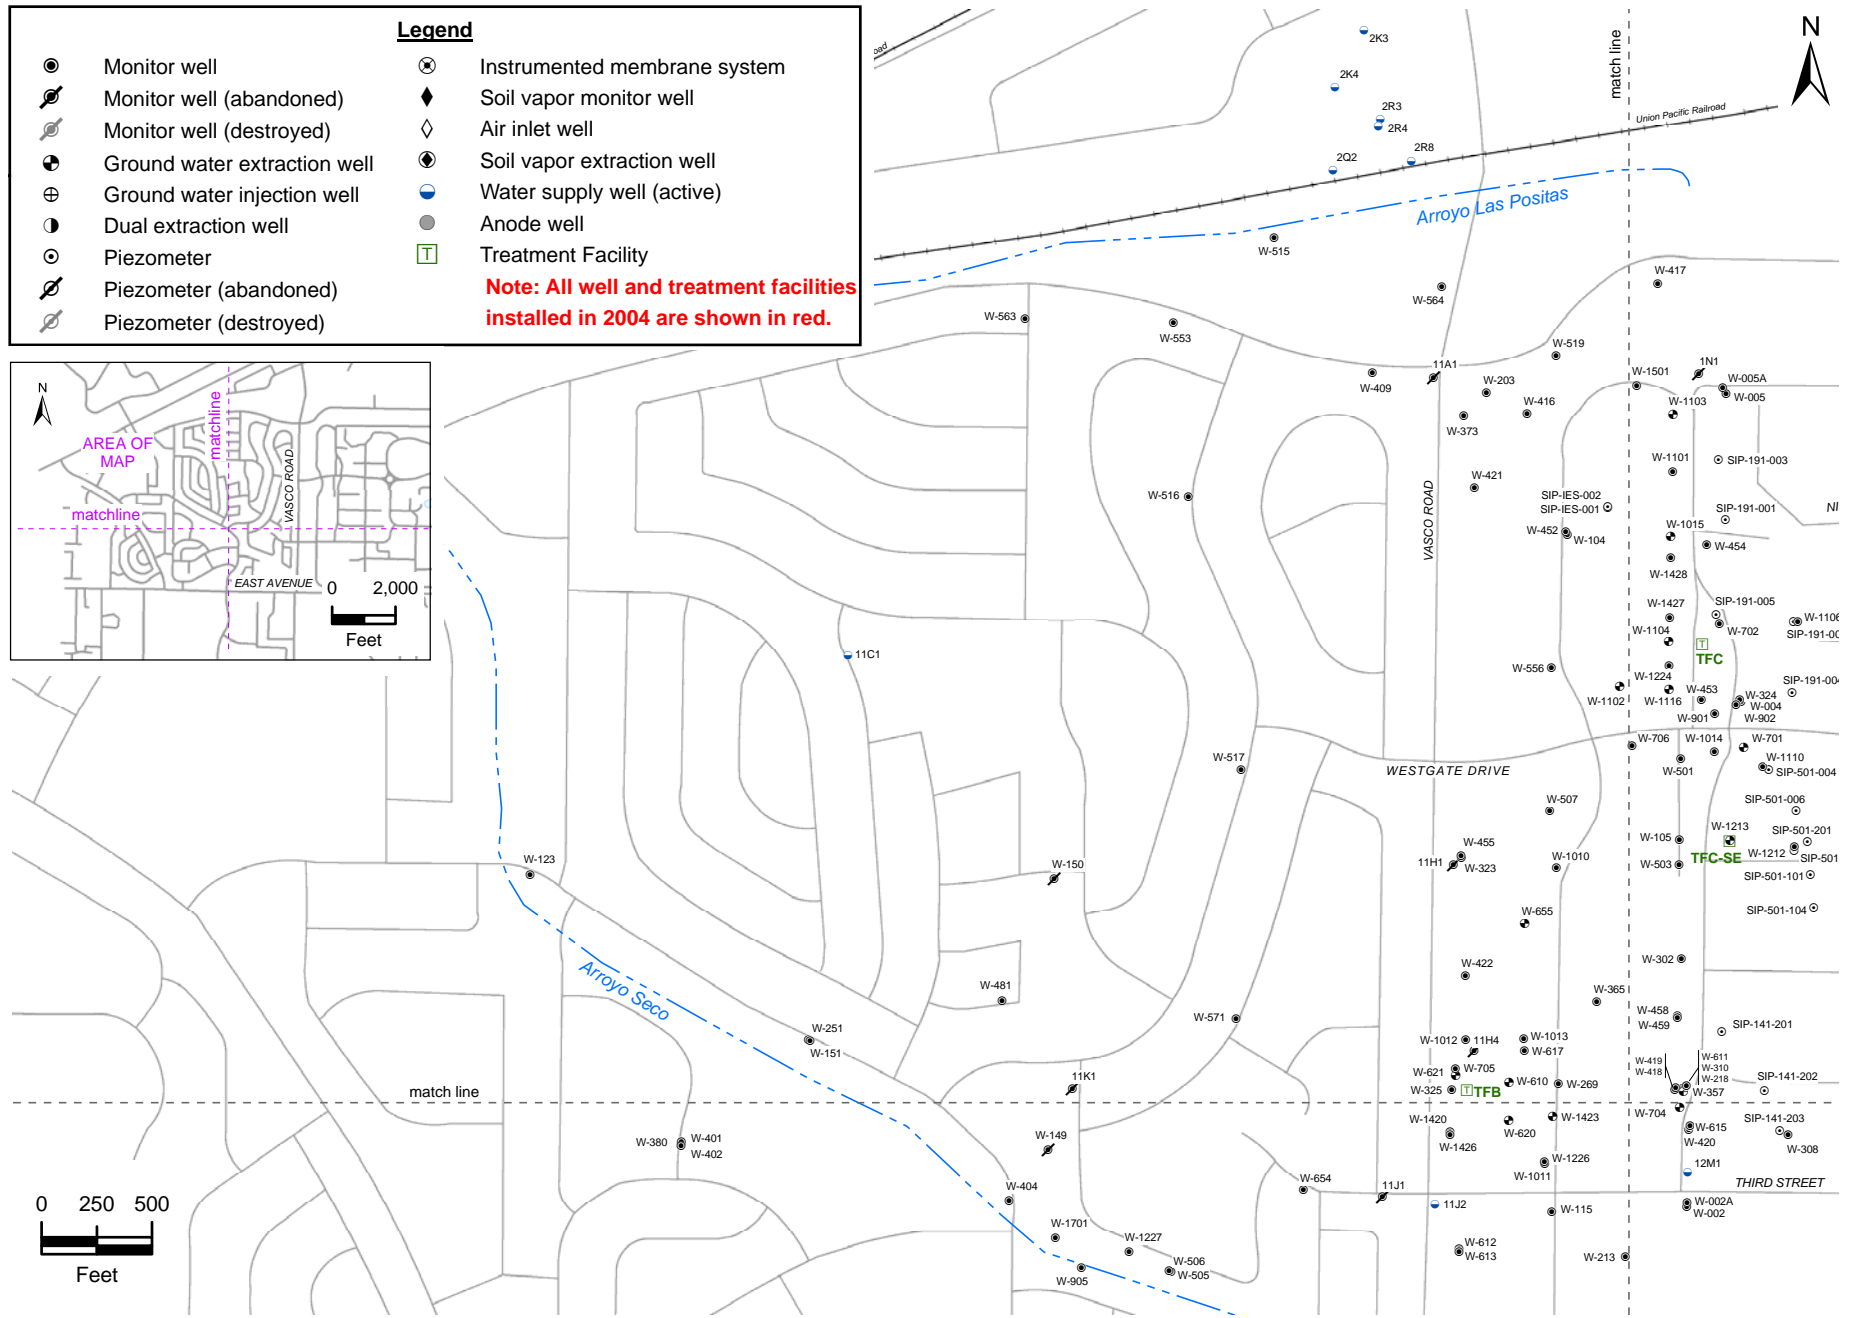 Legend
Monitor well
Monitor well (abandoned)
Monitor well (destroyed)
Ground water extraction well
Ground water injection well
Dual extraction well
Piezometer
Piezometer (abandoned)
Piezometer (destroyed)
Instrumented membrane system
Soil vapor monitor well
Air inlet well
Soil vapor extraction well
Water supply well (active)
Anode well
T Treatment Facility
Note: All well and treatment facilities
installed in 2004 are shown in red.
N
AREA OF
MAP
matchline
matchline
VASCO ROAD
EAST AVENUE
0 2,000
Feet
oad
2K3
2K4
2R3
2R4
2Q2
2R8
match line
N
Union Pacific Railroad
Arroyo Las Positas
W-515
W-417
W-564
W-563
W-553
W-519
W-409
11A1
W-203
W-416
W-373
W-421
W-1501
1N1
W-005A
W-005
W-1103
W-1101
SIP-191-003
W-516
VASCO ROAD
SIP-IES-002
SIP-IES-001
W-452
W-104
SIP-191-001
NI
W-1015
W-454
W-1428
W-1427
SIP-191-005
W-702
W-1106
SIP-191-00
W-1104
T
TFC
11C1
W-556
W-1102
W-1224
W-1116
W-453
W-324
W-004
W-902
W-901
SIP-191-004
W-517
WESTGATE DRIVE
W-706
W-1014
W-701
W-501
W-1110
SIP-501-004
W-507
SIP-501-006
W-105
W-1213
SIP-501-201
W-1212
SIP-501
TFC-SE
W-503
SIP-501-101
SIP-501-104
W-455
11H1
W-323
W-1010
W-123
W-150
W-655
W-422
W-302
W-481
W-365
Arroyo Seco
W-571
W-458
W-459
SIP-141-201
W-251
W-151
W-1012
11H4
W-1013
W-617
W-419
W-418
W-611
W-310
W-218
W-357
SIP-141-202
11K1
W-621
W-705
W-610
W-269
W-325
T TFB
match line
W-704
W-1420
W-1426
W-620
W-1423
W-615
W-420
SIP-141-203
W-308
W-380
W-401
W-402
W-149
W-1226
W-1011
12M1
W-404
W-654
11J1
THIRD STREET
11J2
W-115
W-002A
W-002
W-1701
W-1227
W-612
W-613
W-213
W-905
W-506
W-505
0 250 500
Feet